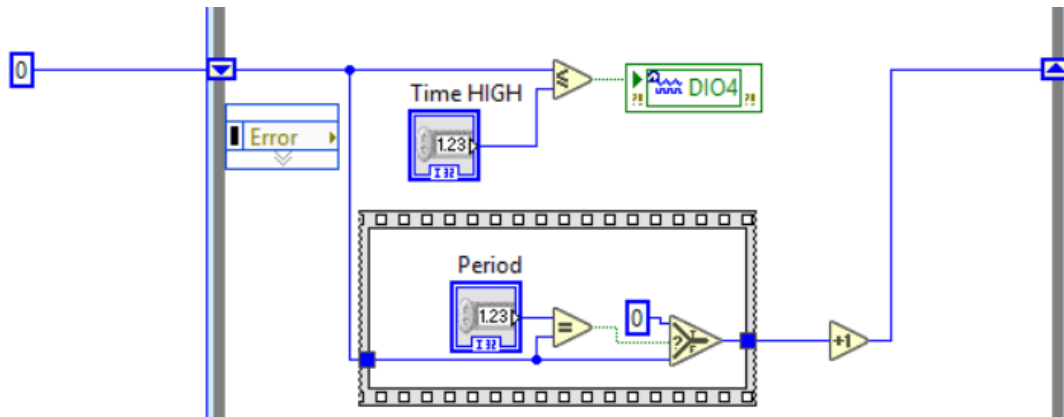 0
Time HIGH
1.23
I32
DIO4
?!
?!
Error
Period
1.23
I32
=
0
?
T
F
+1